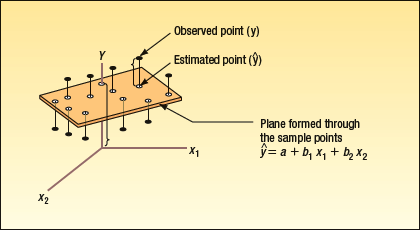 Observed point (y)
Estimated point (ŷ)
Y
Plane formed through
the sample points
ŷ = a + b₁ x₁ + b₂ x₂
x₁
x₂